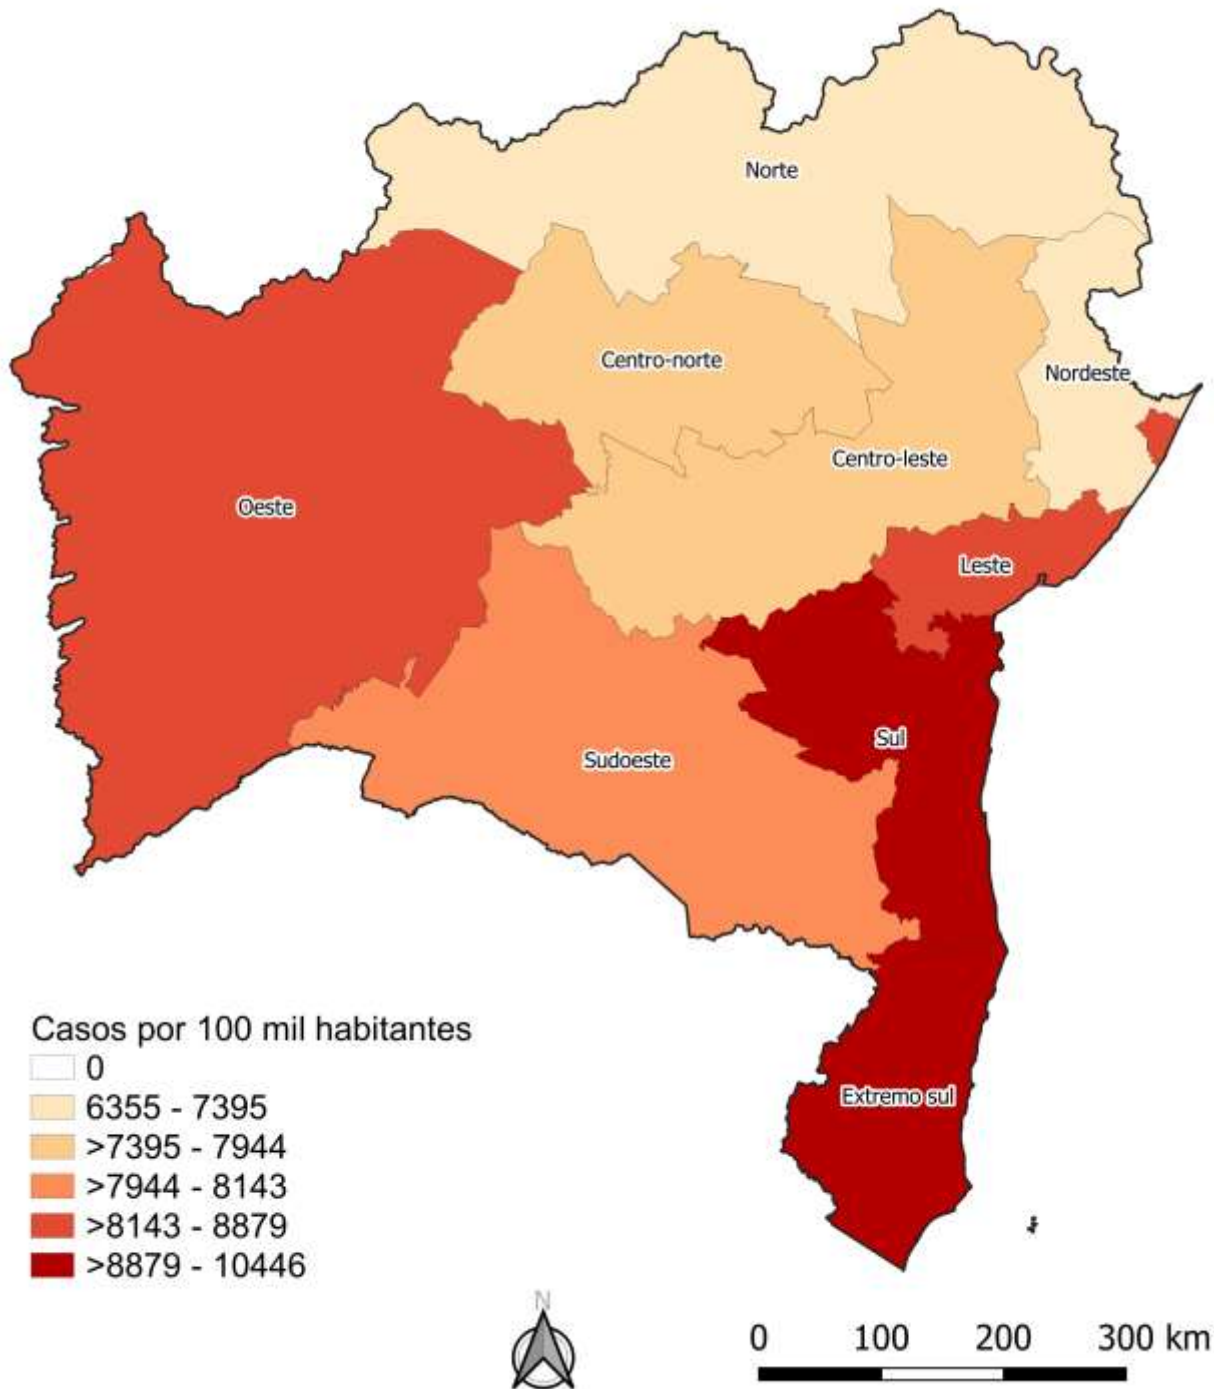 Norte
Centro-norte
Nordeste
Centro-leste
Oeste
Leste
Sul
Sudoeste
Extremo sul
Casos por 100 mil habitantes
0
6355 - 7395
>7395 - 7944
>7944 - 8143
>8143 - 8879
>8879 - 10446
N
0 100 200 300 km